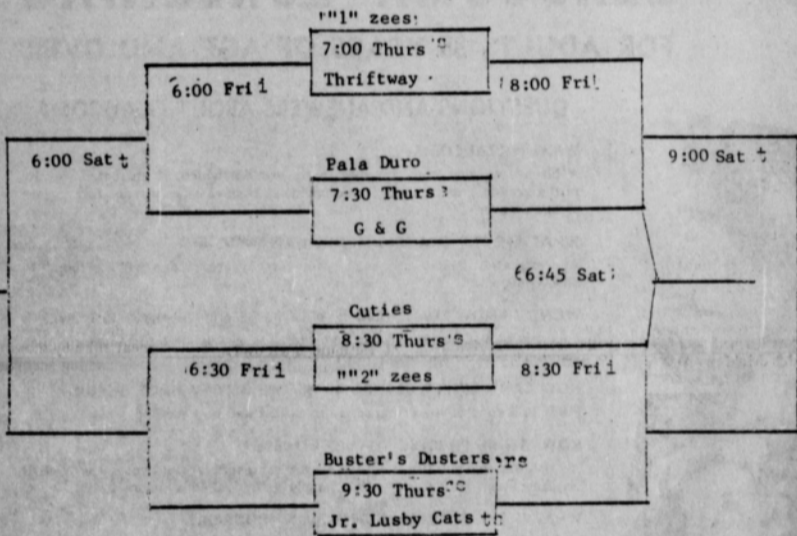 "1" zees
7:00 Thurs
Thriftway
6:00 Fri
8:00 Fri
6:00 Sat
9:00 Sat
Pala Duro
7:30 Thurs
G & G
6:45 Sat
Cuties
8:30 Thurs
"2" zees
6:30 Fri
8:30 Fri
Buster's Dusters
9:30 Thurs
Jr. Lusby Cats